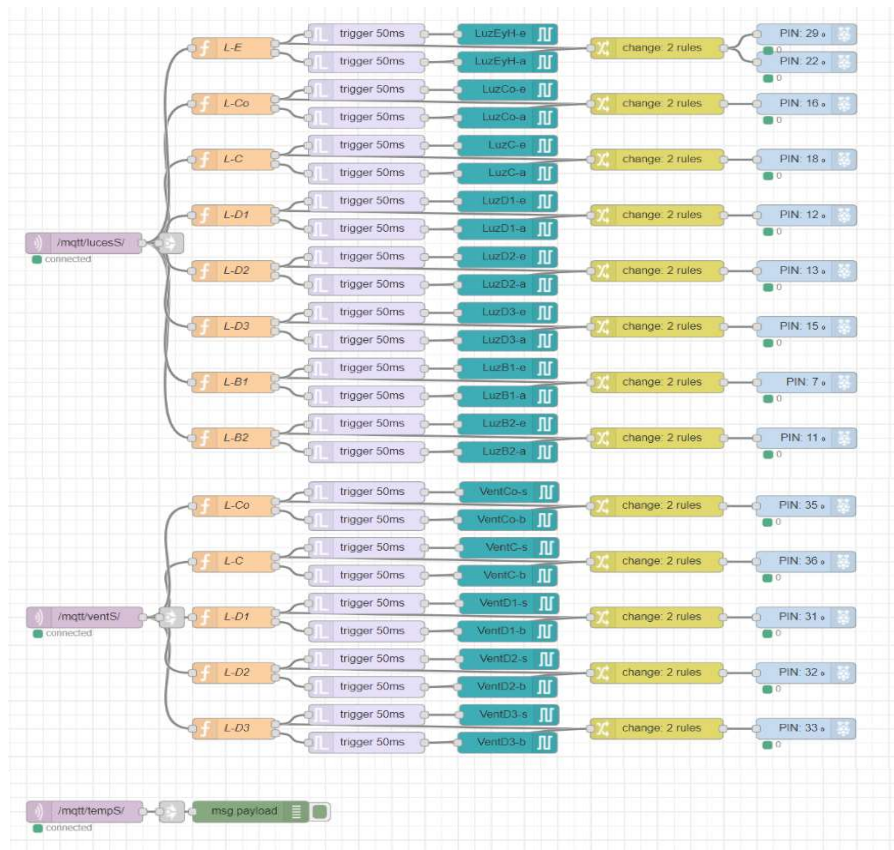 trigger 50ms LuzEyH-e PIN: 29
L-E change: 2 rules 0
trigger 50ms LuzEyH-a PIN: 22
0
trigger 50ms LuzCo-e
L-Co change: 2 rules PIN: 16
trigger 50ms LuzCo-a 0
trigger 50ms LuzC-e
L-C change: 2 rules PIN: 18
trigger 50ms LuzC-a 0
trigger 50ms LuzD1-e
L-D1 change: 2 rules PIN: 12
trigger 50ms LuzD1-a 0
/mqtt/lucesS/
connected
trigger 50ms LuzD2-e
L-D2 change: 2 rules PIN: 13
trigger 50ms LuzD2-a 0
trigger 50ms LuzD3-e
L-D3 change: 2 rules PIN: 15
trigger 50ms LuzD3-a 0
trigger 50ms LuzB1-e
L-B1 change: 2 rules PIN: 7
trigger 50ms LuzB1-a 0
trigger 50ms LuzB2-e
L-B2 change: 2 rules PIN: 11
trigger 50ms LuzB2-a 0
trigger 50ms VentCo-s
L-Co change: 2 rules PIN: 35
trigger 50ms VentCo-b 0
trigger 50ms VentC-s
L-C change: 2 rules PIN: 36
trigger 50ms VentC-b 0
trigger 50ms VentD1-s
/mqtt/ventS/ L-D1 change: 2 rules PIN: 31
connected trigger 50ms VentD1-b 0
trigger 50ms VentD2-s
L-D2 change: 2 rules PIN: 32
trigger 50ms VentD2-b 0
trigger 50ms VentD3-s
L-D3 change: 2 rules PIN: 33
trigger 50ms VentD3-b 0
/mqtt/tempS/ msg.payload
connected